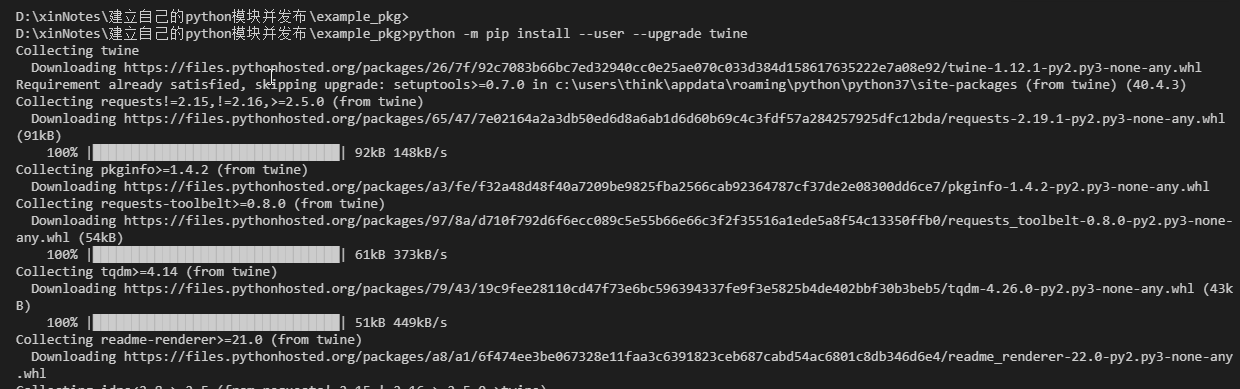 D:\xinNotes\建立自己的python模块并发布\example_pkg>
D:\xinNotes\建立自己的python模块并发布\example_pkg>python -m pip install --user --upgrade twine
Collecting twine
  Downloading https://files.pythonhosted.org/packages/26/7f/92c7083b66bc7ed32940cc0e25ae070c033d384d158617635222e7a08e92/twine-1.12.1-py2.py3-none-any.whl
Requirement already satisfied, skipping upgrade: setuptools>=0.7.0 in c:\users\think\appdata\roaming\python\python37\site-packages (from twine) (40.4.3)
Collecting requests!=2.15,!=2.16,>=2.5.0 (from twine)
  Downloading https://files.pythonhosted.org/packages/65/47/7e02164a2a3db50ed6d8a6ab1d6d60b69c4c3fdf57a284257925dfc12bda/requests-2.19.1-py2.py3-none-any.whl
(91kB)
    100% |████████████████████████████████| 92kB 148kB/s
Collecting pkginfo>=1.4.2 (from twine)
  Downloading https://files.pythonhosted.org/packages/a3/fe/f32a48d48f40a7209be9825fba2566cab92364787cf37de2e08300dd6ce7/pkginfo-1.4.2-py2.py3-none-any.whl
Collecting requests-toolbelt>=0.8.0 (from twine)
  Downloading https://files.pythonhosted.org/packages/97/8a/d710f792d6f6ecc089c5e55b66e66c3f2f35516a1ede5a8f54c13350ffb0/requests_toolbelt-0.8.0-py2.py3-none-
any.whl (54kB)
    100% |████████████████████████████████| 61kB 373kB/s
Collecting tqdm>=4.14 (from twine)
  Downloading https://files.pythonhosted.org/packages/79/43/19c9fee28110cd47f73e6bc596394337fe9f3e5825b4de402bbf30b3beb5/tqdm-4.26.0-py2.py3-none-any.whl (43k
B)
    100% |████████████████████████████████| 51kB 449kB/s
Collecting readme-renderer>=21.0 (from twine)
  Downloading https://files.pythonhosted.org/packages/a8/a1/6f474ee3be067328e11faa3c6391823ceb687cabd54ac6801c8db346d6e4/readme_renderer-22.0-py2.py3-none-any
.whl